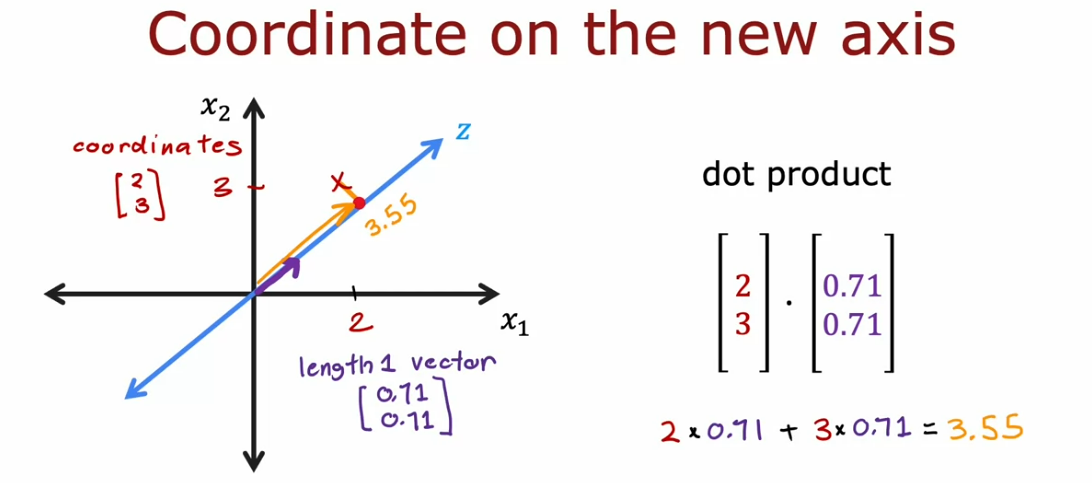 Coordinate on the new axis
x₂
z
coordinates
[2
3]
3
x
3.55
2
x₁
length 1 vector
[0.71
0.71]
dot product
[2
3] · [0.71
0.71]
2 × 0.71 + 3 × 0.71 = 3.55